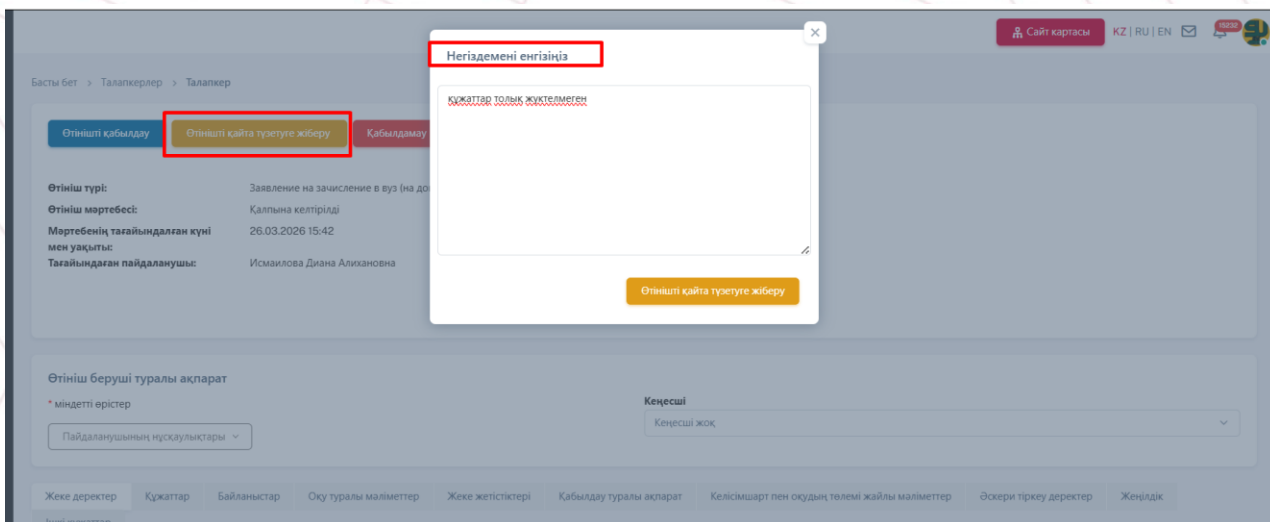 Сайт картасы KZ | RU | EN 15232
Негіздемені енгізіңіз
Басты бет > Талапкерлер > Талапкер
құжаттар толық жүктелмеген
Өтінішті қабылдау Өтінішті қайта түзетуге жіберу Қабылдамау
Өтініш түрі: Заявление на зачисление в вуз (на до
Өтініш мәртебесі: Қалпына келтірілді
Мәртебенің тағайындалған күні 26.03.2026 15:42
мен уақыты:
Тағайындаған пайдаланушы: Исмаилова Диана Алихановна
Өтінішті қайта түзетуге жіберу
Өтініш беруші туралы ақпарат
* міндетті өрістер
Кеңесші
Кеңесші жоқ
Пайдаланушының нұсқаулықтары
Жеке деректер Құжаттар Байланыстар Оқу туралы мәліметтер Жеке жетістіктері Қабылдау туралы ақпарат Келісімшарт пен оқудың төлемі жайлы мәліметтер Әскери тіркеу деректер Жеңілдік